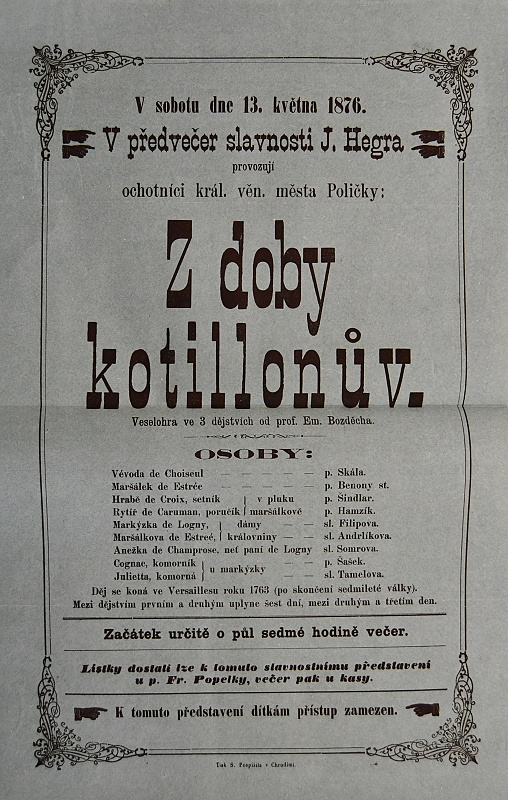 V sobotu dne 13. května 1876.
V předvečer slavnosti J. Hegra
provozují
ochotníci král. věn. města Poličky:
Z doby
kotillonův.
Veselohra ve 3 dějstvích od prof. Em. Bozděcha.
OSOBY:
Vévoda de Choiseul — — — — — — p. Skála.
Maršálek de Estrée — — — — — — p. Benony st.
Hrabě de Croix, setník } v pluku — p. Šindlar.
Rytíř de Caruman, poručík } maršálkově — p. Hamzík.
Markýzka de Logny, } dámy — — sl. Filipova.
Maršálkova de Estreé, } královniny — — sl. Andrlíkova.
Anežka de Champrose, neť paní de Logny sl. Somrova.
Cognac, komorník } u markýzky — — p. Šašek.
Julietta, komorná } — — sl. Tamelova.
Děj se koná ve Versaillesu roku 1763 (po skončení sedmileté války).
Mezi dějstvím prvním a druhým uplyne šest dní, mezi druhým a třetím den.
Začátek určitě o půl sedmé hodině večer.
Lístky dostati lze k tomuto slavnostnímu představení
u p. Fr. Popelky, večer pak u kasy.
K tomuto představení dítkám přístup zamezen.
Tisk S. Pospíšila v Chrudimi.